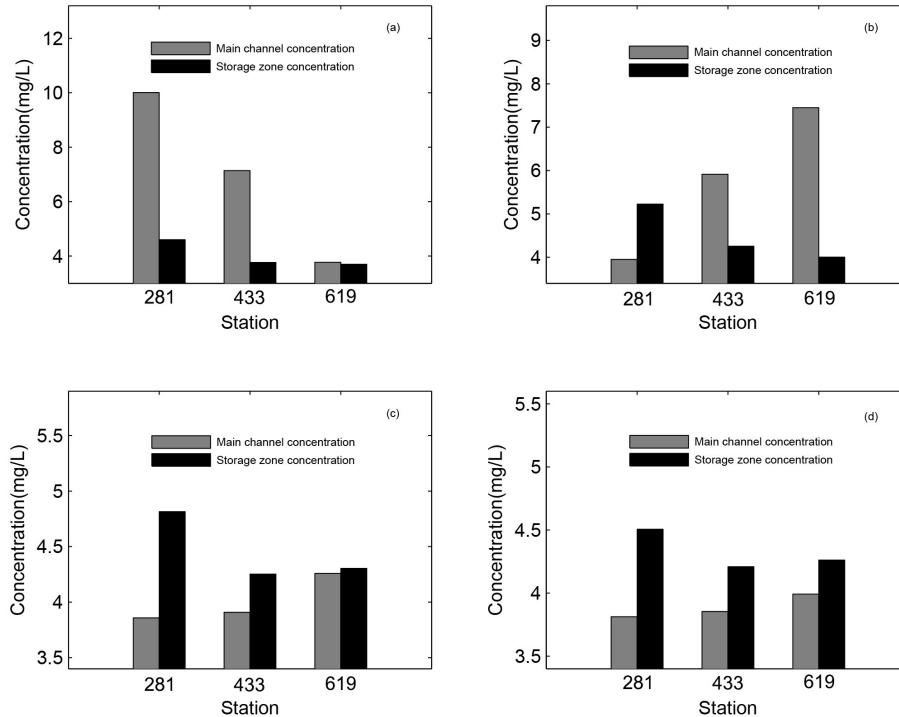 (a)
Main channel concentration
Storage zone concentration
Concentration(mg/L)
12
10
8
6
4
281 433 619
Station
(b)
Main channel concentration
Storage zone concentration
Concentration(mg/L)
9
8
7
6
5
4
281 433 619
Station
(c)
Main channel concentration
Storage zone concentration
Concentration(mg/L)
5.5
5
4.5
4
3.5
281 433 619
Station
(d)
Main channel concentration
Storage zone concentration
Concentration(mg/L)
5.5
5
4.5
4
3.5
281 433 619
Station